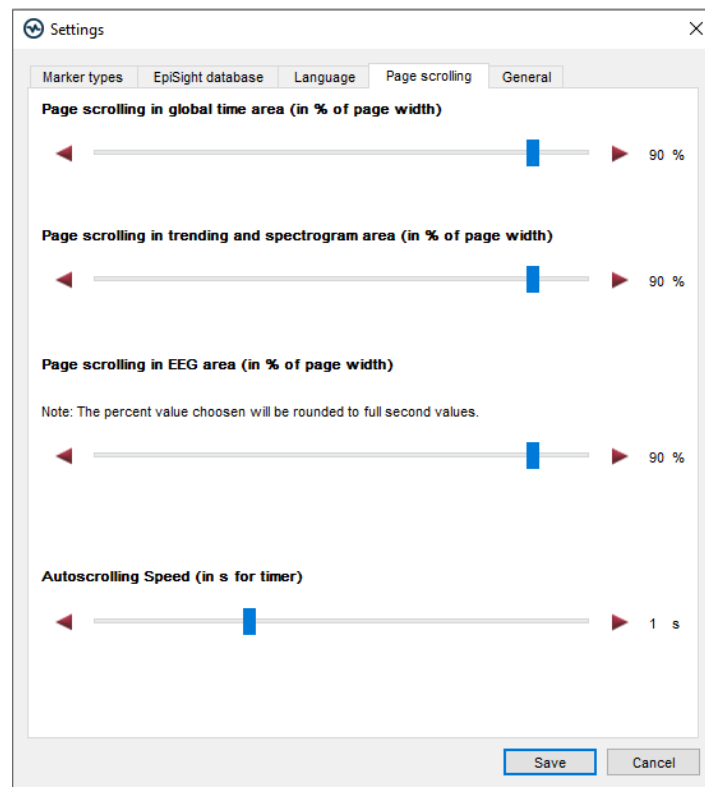 Settings
Marker types EpiSight database Language Page scrolling General
Page scrolling in global time area (in % of page width)
90 %
Page scrolling in trending and spectrogram area (in % of page width)
90 %
Page scrolling in EEG area (in % of page width)
Note: The percent value choosen will be rounded to full second values.
90 %
Autoscrolling Speed (in s for timer)
1 s
Save Cancel